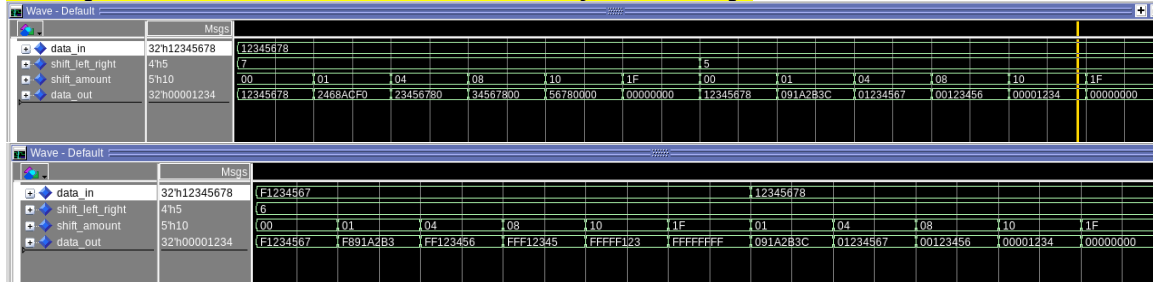 Wave - Default
Msgs
data_in 32'h12345678 12345678
shift_left_right 4'h5 7 5
shift_amount 5'h10 00 01 04 08 10 1F 00 01 04 08 10 1F
data_out 32'h00001234 12345678 2468ACF0 23456780 34567800 56780000 00000000 12345678 091A2B3C 01234567 00123456 00001234 00000000
Wave - Default
Msgs
data_in 32'h12345678 F1234567 12345678
shift_left_right 4'h5 6
shift_amount 5'h10 00 01 04 08 10 1F 01 04 08 10 1F
data_out 32'h00001234 F1234567 F891A2B3 FF123456 FFF12345 FFFFF123 FFFFFFFF 091A2B3C 01234567 00123456 00001234 00000000